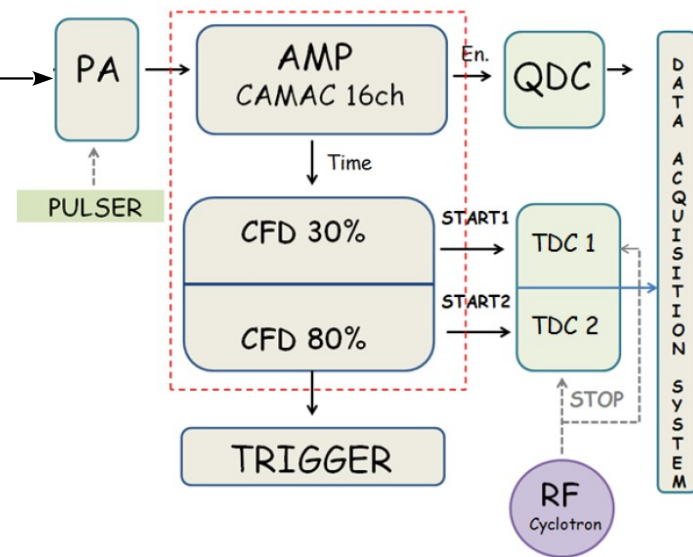 PA
AMP
CAMAC 16ch
En.
QDC
DATA ACQUISITION SYSTEM
PULSER
Time
CFD 30%
START1
TDC 1
CFD 80%
START2
TDC 2
STOP
TRIGGER
RF
Cyclotron